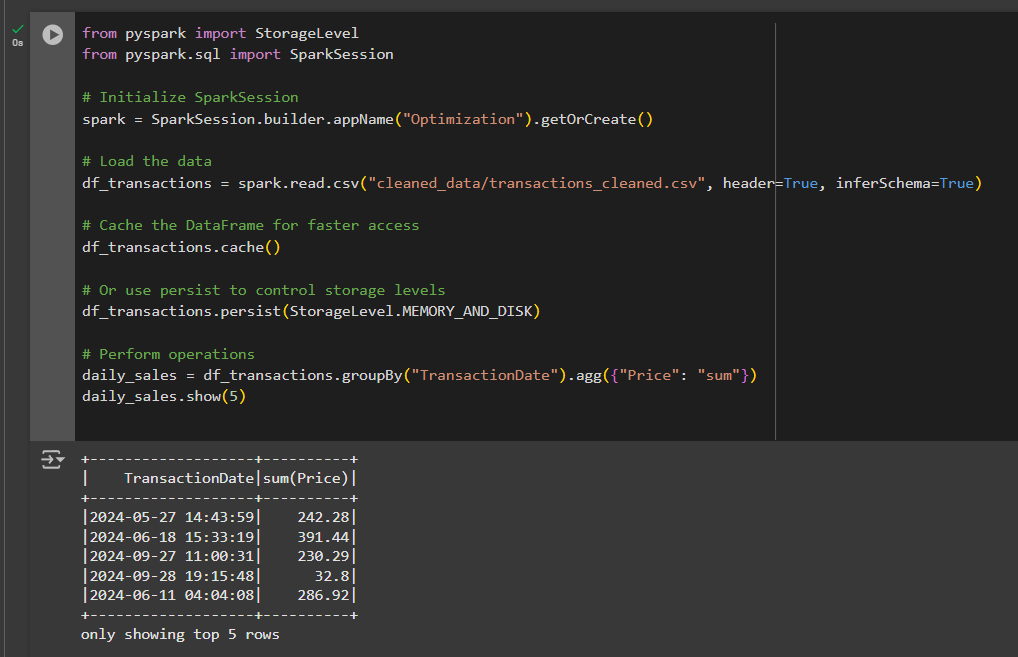 0s
from pyspark import StorageLevel
from pyspark.sql import SparkSession
# Initialize SparkSession
spark = SparkSession.builder.appName("Optimization").getOrCreate()
# Load the data
df_transactions = spark.read.csv("cleaned_data/transactions_cleaned.csv", header=True, inferSchema=True)
# Cache the DataFrame for faster access
df_transactions.cache()
# Or use persist to control storage levels
df_transactions.persist(StorageLevel.MEMORY_AND_DISK)
# Perform operations
daily_sales = df_transactions.groupBy("TransactionDate").agg({"Price": "sum"})
daily_sales.show(5)
+-------------------+----------+
|    TransactionDate|sum(Price)|
+-------------------+----------+
|2024-05-27 14:43:59|    242.28|
|2024-06-18 15:33:19|    391.44|
|2024-09-27 11:00:31|    230.29|
|2024-09-28 19:15:48|      32.8|
|2024-06-11 04:04:08|    286.92|
+-------------------+----------+
only showing top 5 rows